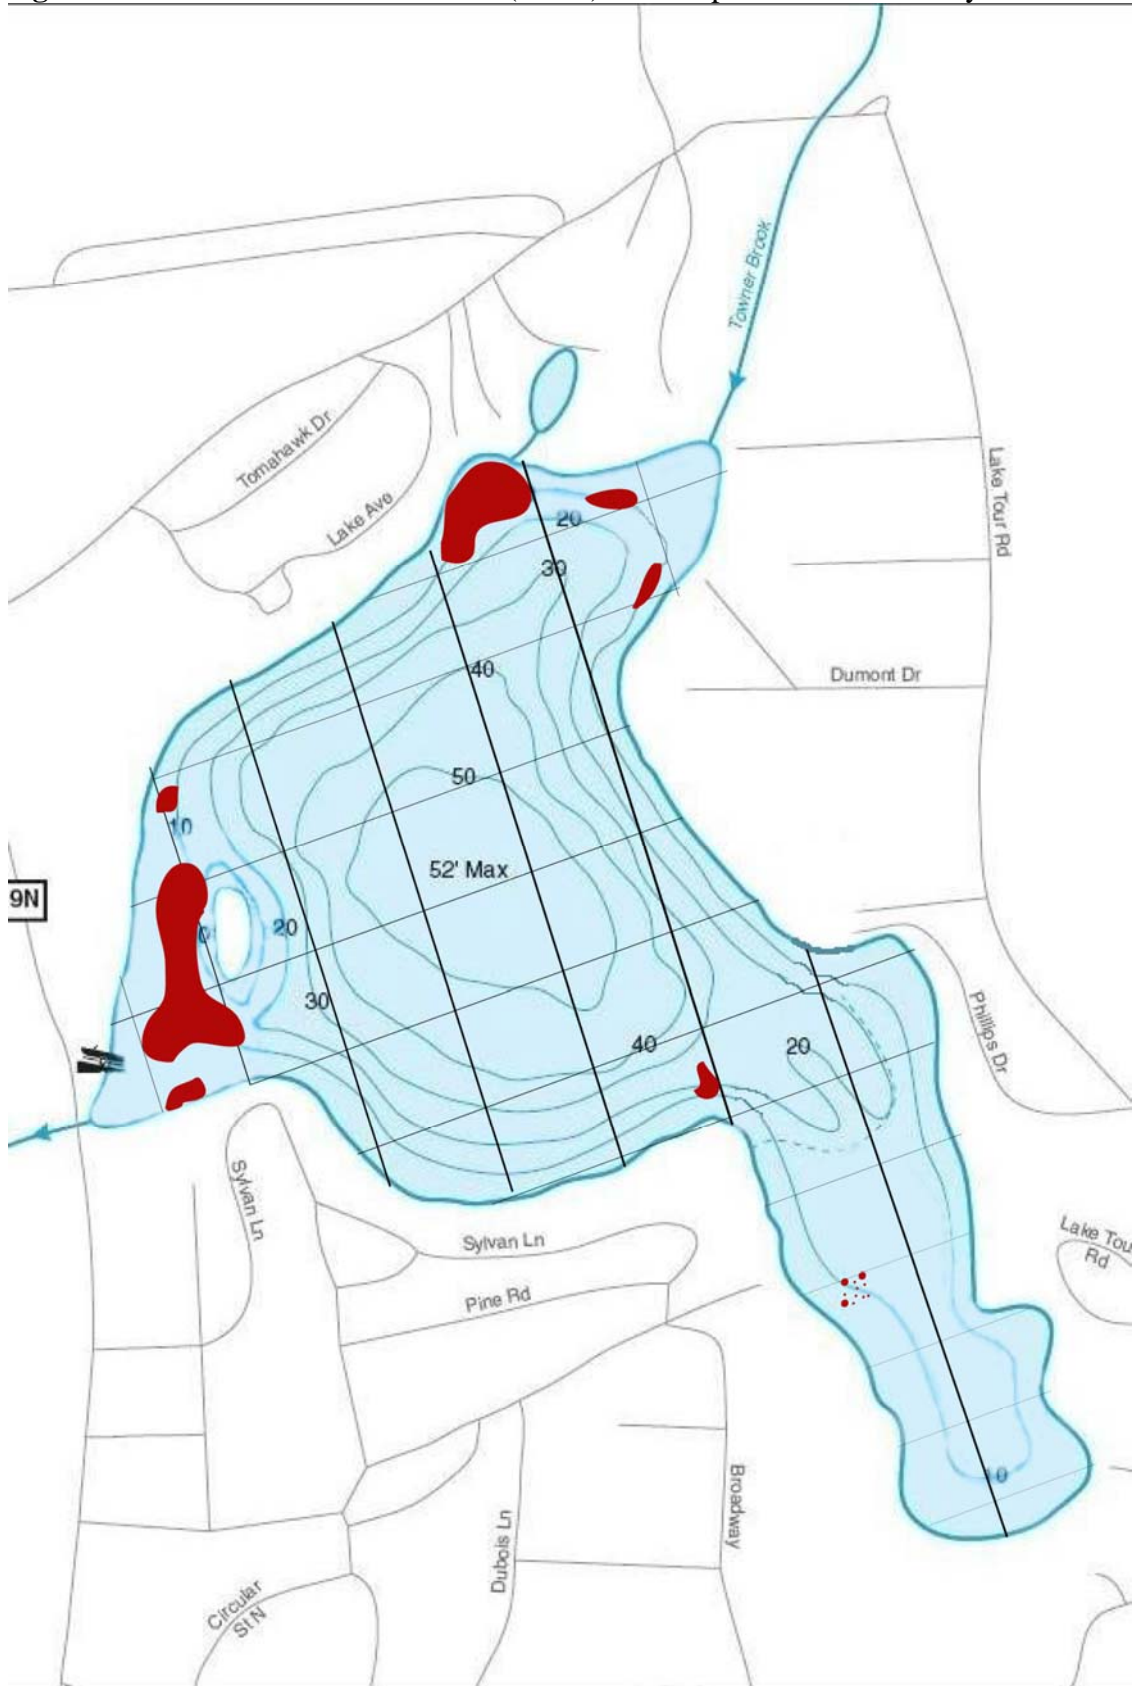 Towner Brook
Tomahawk Dr
Lake Ave
Lake Tour Rd
20
30
40
Dumont Dr
50
10
52' Max
9N
20
0
30
40
20
Phillips Dr
Sylvan Ln
Sylvan Ln
Lake Tou
Rd
Pine Rd
10
Broadway
Dubois Ln
Circular
St N